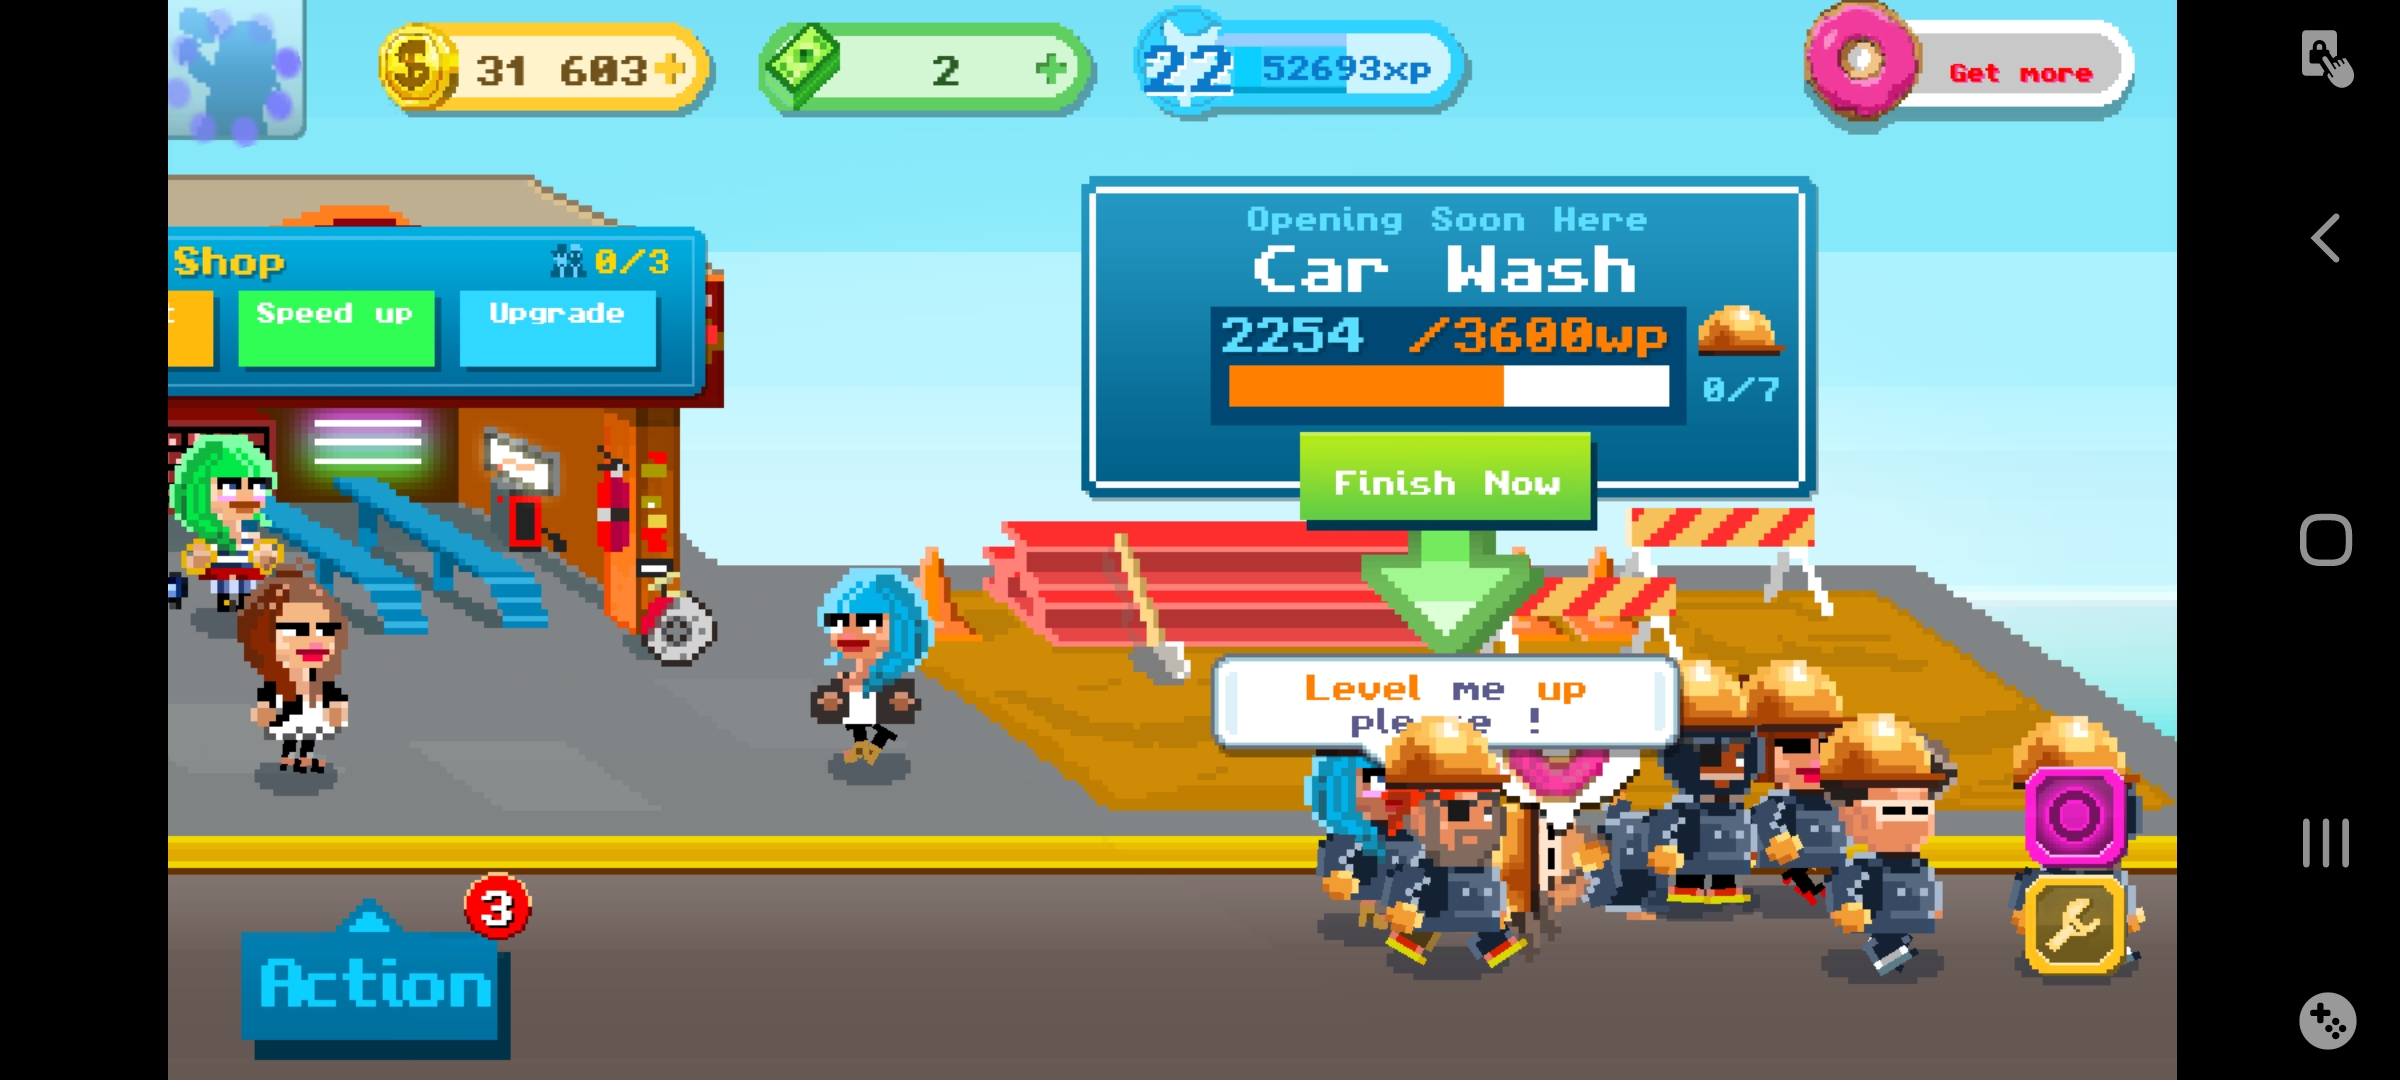 31 603
2
22 52693xp
Get more
Shop 0/3
Speed up
Upgrade
Opening Soon Here
Car Wash
2254 /3600wp
0/7
Finish Now
Level me up
!
3
Action